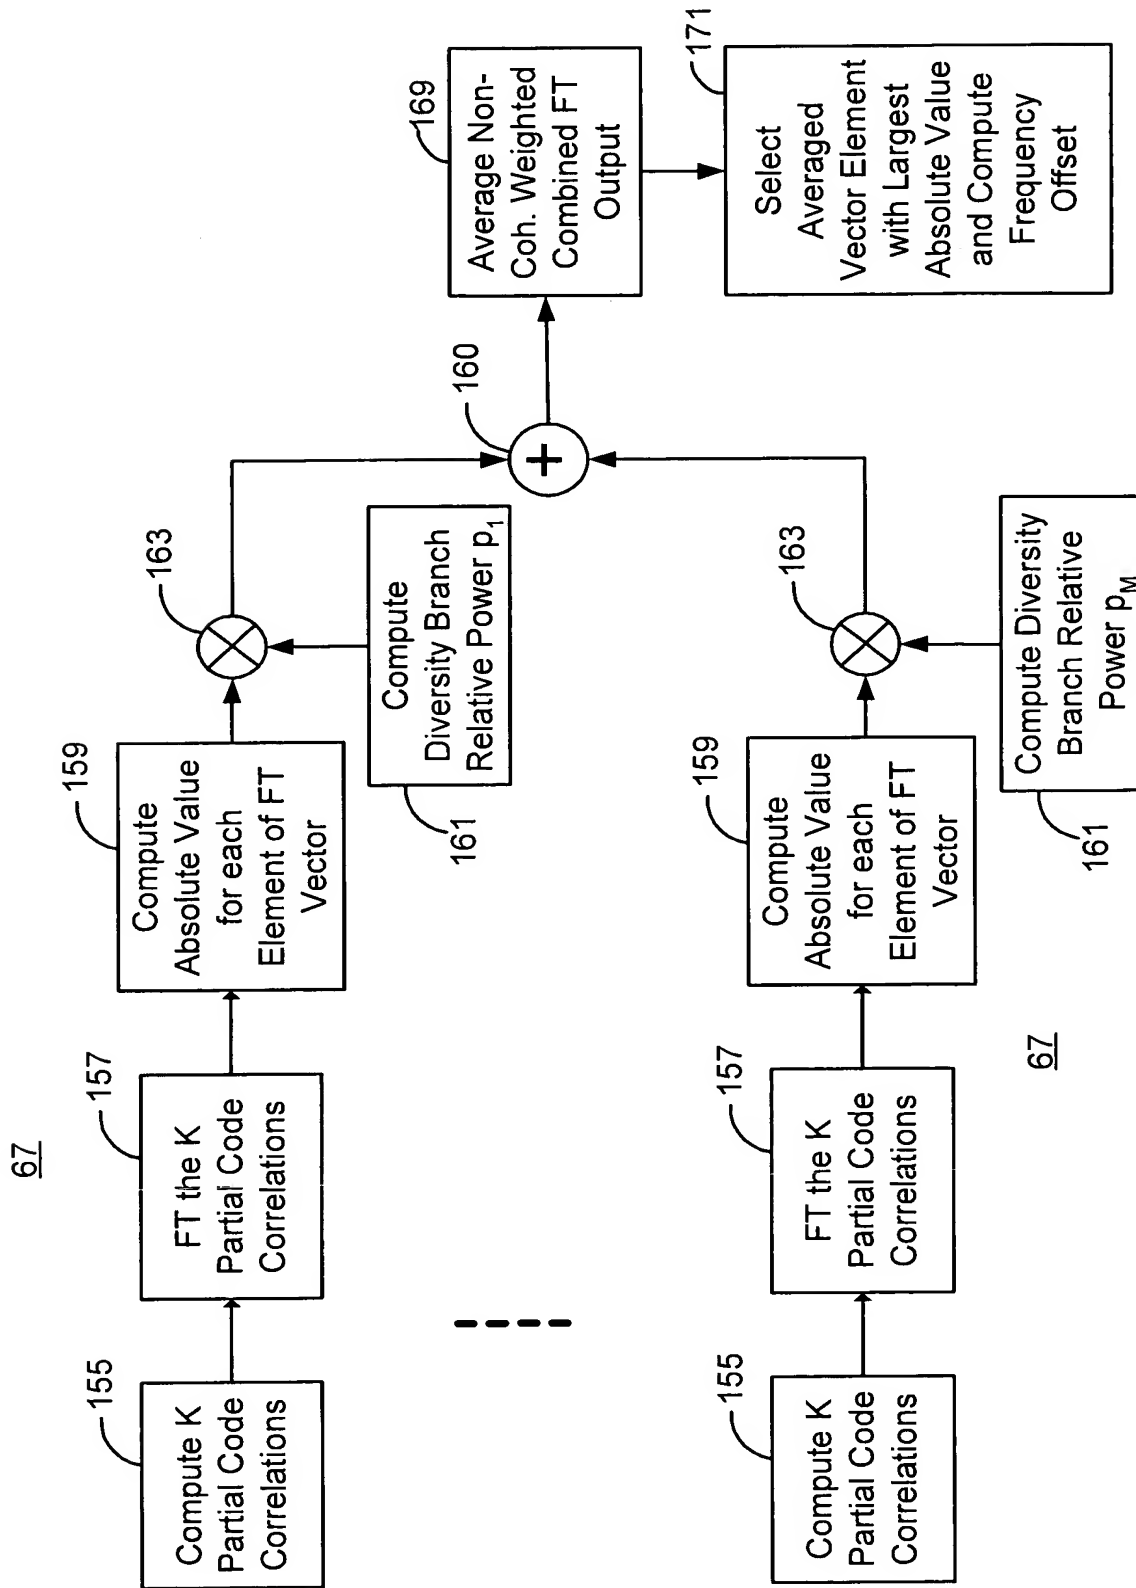 67
155
Compute K
Partial Code
Correlations
157
FT the K
Partial Code
Correlations
159
Compute
Absolute Value
for each
Element of FT
Vector
163
161
Compute
Diversity Branch
Relative Power p1
160
+
169
Average Non-
Coh. Weighted
Combined FT
Output
171
Select
Averaged
Vector Element
with Largest
Absolute Value
and Compute
Frequency
Offset
67
155
Compute K
Partial Code
Correlations
157
FT the K
Partial Code
Correlations
159
Compute
Absolute Value
for each
Element of FT
Vector
163
161
Compute Diversity
Branch Relative
Power pM